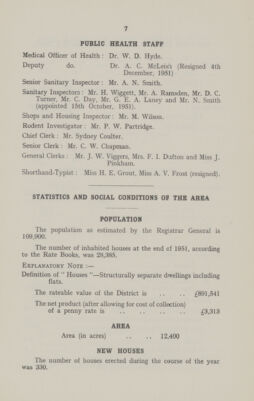 7
PUBLIC HEALTH STAFF
Medical Officer of Health : Dr. W. D. Hyde.
Deputy do. Dr. A. C. McLeish (Resigned 4th
December, 1951)
Senior Sanitary Inspector : Mr. A. N. Smith.
Sanitary Inspectors : Mr. H. Wiggett, Mr. A. Ramsden, Mr. D. C.
Turner, Mr. C. Day, Mr. G. E. A. Laney and Mr. N. Smith
(appointed 15th October, 1951).
Shops and Housing Inspector : Mr. M. Wilson.
Rodent Investigator : Mr. P. W. Partridge.
Chief Clerk : Mr. Sydney Coulter.
Senior Clerk : Mr. C. W. Chapman.
General Clerks : Mr. J. W. Viggers, Mrs. F. I. Dutton and Miss J.
Pinkham.
Shorthand-Typist : Miss H. E. Grout, Miss A. V. Frost (resigned).
STATISTICS AND SOCIAL CONDITIONS OF THE AREA
POPULATION
The population as estimated by the Registrar General is
109,900.
The number of inhabited houses at the end of 1951, according
to the Rate Books, was 28,385.
EXPLANATORY NOTE :—
Definition of " Houses "—Structurally separate dwellings including
flats.
The rateable value of the District is .. .. £891,541
The net product (after allowing for cost of collection)
of a penny rate is .. .. .. .. £3,313
AREA
Area (in acres) .. .. 12,400
NEW HOUSES
The number of houses erected during the course of the year
was 330.